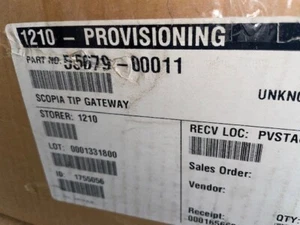 1210 - PROVISIONING
PART NO. 55679-00011
SCOPIA TIP GATEWAY
UNKNO
STORER: 1210
RECV LOC: PVSTA
LOT: 0001331800
Sales Order:
Vendor:
ID: 1755056
Receipt: QTY: